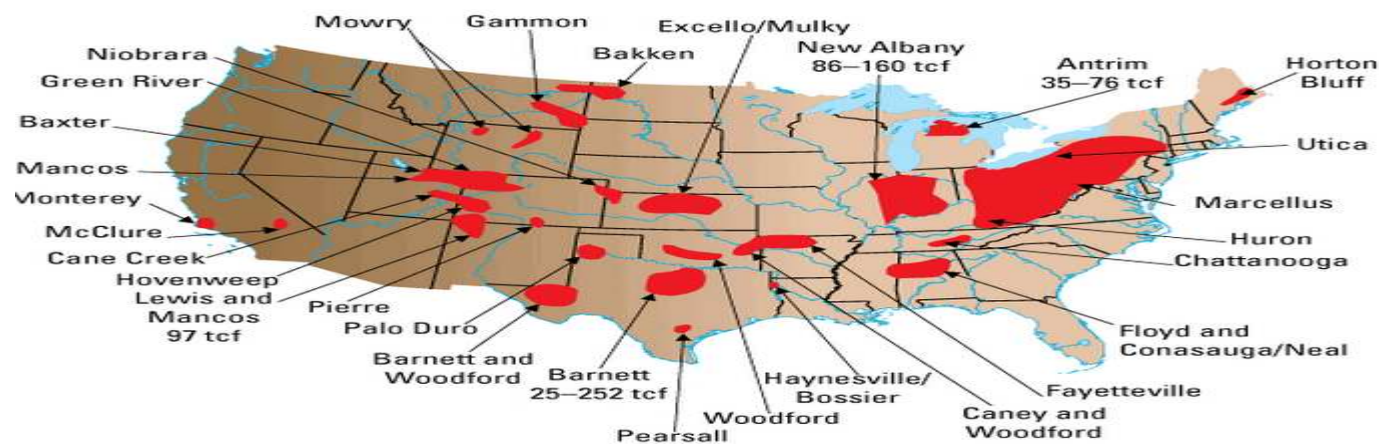 Mowry
Gammon
Excello/Mulky
Niobrara
Bakken
New Albany
86–160 tcf
Antrim
35–76 tcf
Horton
Bluff
Green River
Baxter
Utica
Mancos
Monterey
Marcellus
McClure
Huron
Cane Creek
Chattanooga
Hovenweep
Lewis and
Mancos
97 tcf
Pierre
Palo Duro
Floyd and
Conasauga/Neal
Barnett and
Woodford
Barnett
25–252 tcf
Haynesville/
Bossier
Fayetteville
Woodford
Caney and
Woodford
Pearsall